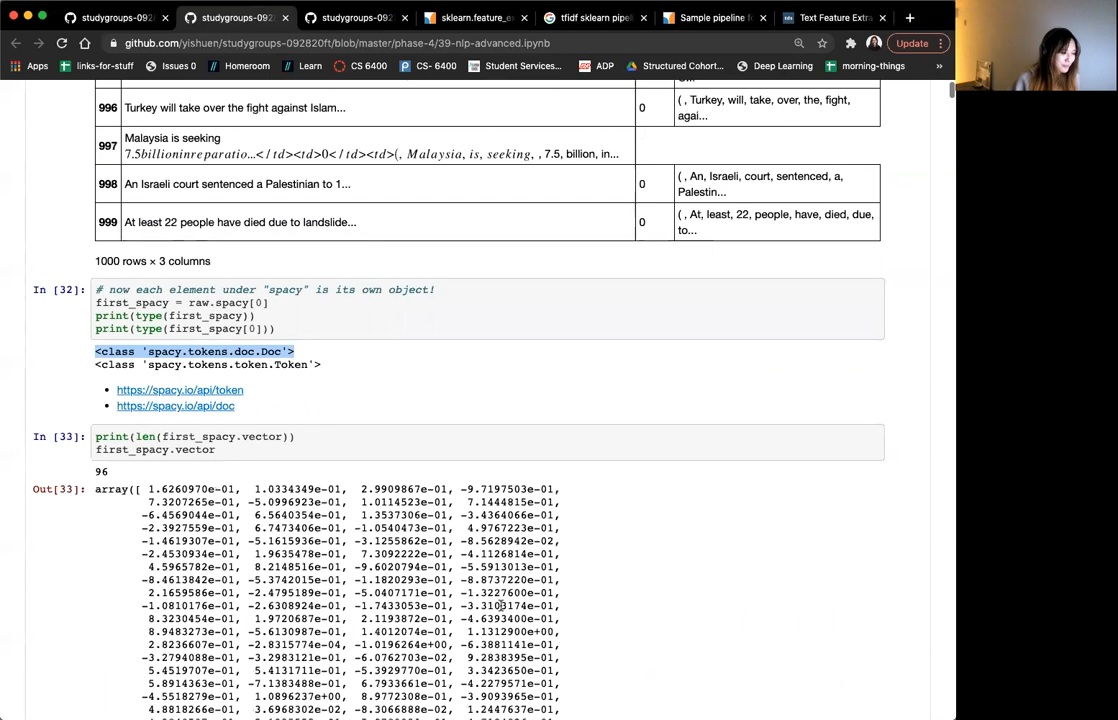 studygroups-092
studygroups-092
studygroups-092
sklearn.feature_ex
tfidf sklearn pipel
Sample pipeline f
Text Feature Extra
github.com/yishuen/studygroups-092820ft/blob/master/phase-4/39-nlp-advanced.ipynb
Update
Apps
links-for-stuff
Issues 0
Homeroom
Learn
CS 6400
CS- 6400
Student Services...
ADP
Structured Cohort...
Deep Learning
morning-things
»
996 Turkey will take over the fight against Islam... 0 (, Turkey, will, take, over, the, fight,
agai...
997 Malaysia is seeking
7.5billioninreparatio...</td><td>0</td><td>(, Malaysia, is, seeking, , 7.5, billion, in...
998 An Israeli court sentenced a Palestinian to 1... 0 (, An, Israeli, court, sentenced, a,
Palestin...
999 At least 22 people have died due to landslide... 0 (, At, least, 22, people, have, died, due,
to...
1000 rows × 3 columns
In [32]: # now each element under "spacy" is its own object!
first_spacy = raw.spacy[0]
print(type(first_spacy))
print(type(first_spacy[0]))
<class 'spacy.tokens.doc.Doc'>
<class 'spacy.tokens.token.Token'>
• https://spacy.io/api/token
• https://spacy.io/api/doc
In [33]: print(len(first_spacy.vector))
first_spacy.vector
96
Out[33]: array([ 1.6260970e-01, 1.0334349e-01, 2.9909867e-01, -9.7197503e-01,
7.3207265e-01, -5.0996923e-01, 1.0114523e-01, 7.1444815e-01,
-6.4569044e-01, 6.5640354e-01, 1.3537306e-01, -3.4364066e-01,
-2.3927559e-01, 6.7473406e-01, -1.0540473e-01, 4.9767223e-01,
-1.4619307e-01, -5.1615936e-01, -3.1255862e-01, -8.5628942e-02,
-2.4530934e-01, 1.9635478e-01, 7.3092222e-01, -4.1126814e-01,
4.5965782e-01, 8.2148516e-01, -9.6020794e-01, -5.5913013e-01,
-8.4613842e-01, -5.3742015e-01, -1.1820293e-01, -8.8737220e-01,
2.1659586e-01, -2.4795189e-01, -5.0407171e-01, -1.3227600e-01,
-1.0810176e-01, -2.6308924e-01, -1.7433053e-01, -3.3103174e-01,
8.3230454e-01, 1.9720687e-01, 2.1193872e-01, -4.6393400e-01,
8.9483273e-01, -5.6130987e-01, 1.4012074e-01, 1.1312900e+00,
2.8236607e-01, -2.8315774e-04, -1.0196264e+00, -6.3881141e-01,
-3.2794088e-01, -3.2983121e-01, -6.0762703e-02, 9.2838395e-01,
5.4519707e-01, 5.4131711e-01, -5.3929770e-01, 3.3423650e-01,
5.8914363e-01, -7.1383488e-01, 6.7933661e-01, -4.2279571e-01,
-4.5518279e-01, 1.0896237e+00, 8.9772308e-01, -3.9093965e-01,
4.8818266e-01, 3.6968302e-02, -8.3068888e-02, 1.2447637e-01,